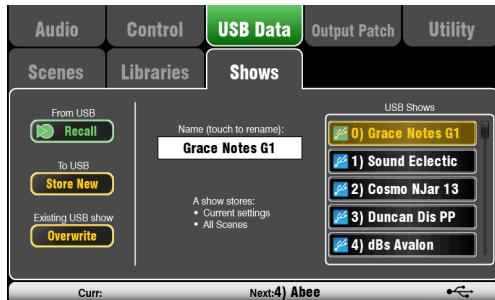 Audio
Control
USB Data
Output Patch
Utility
Scenes
Libraries
Shows
From USB
Recall
To USB
Store New
Existing USB show
Overwrite
Name (touch to rename):
Grace Notes G1
A show stores:
• Current settings
• All Scenes
USB Shows
0) Grace Notes G1
1) Sound Eclectic
2) Cosmo NJar 13
3) Duncan Dis PP
4) dBs Avalon
Curr:
Next:4) Abee